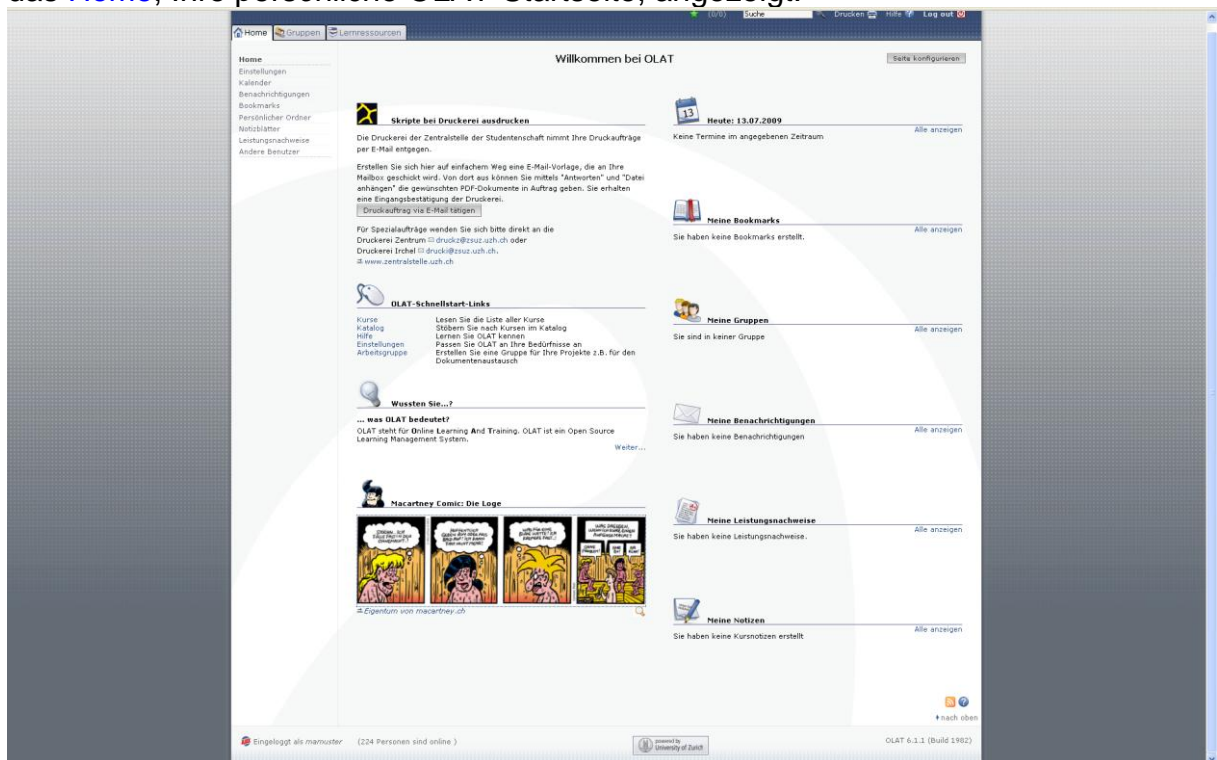 das Home, Ihre persönliche OLAT-Startseite, angezeigt.
(0/0) Suche Drucken Hilfe Log out
Home Gruppen Lernressourcen
Home
Einstellungen
Kalender
Benachrichtigungen
Bookmarks
Persönlicher Ordner
Notizblätter
Leistungsnachweise
Andere Benutzer
Willkommen bei OLAT
Seite konfigurieren
Skripte bei Druckerei ausdrucken
Die Druckerei der Zentralstelle der Studentenschaft nimmt Ihre Druckaufträge
per E-Mail entgegen.
Erstellen Sie sich hier auf einfachem Weg eine E-Mail-Vorlage, die an Ihre
Mailbox geschickt wird. Von dort aus können Sie mittels "Antworten" und "Datei
anhängen" die gewünschten PDF-Dokumente in Auftrag geben. Sie erhalten
eine Eingangsbestätigung der Druckerei.
Druckauftrag via E-Mail tätigen
Für Spezialaufträge wenden Sie sich bitte direkt an die
Druckerei Zentrum druckz@zsuz.uzh.ch oder
Druckerei Irchel drucki@zsuz.uzh.ch.
www.zentralstelle.uzh.ch
OLAT-Schnellstart-Links
Kurse Lesen Sie die Liste aller Kurse
Katalog Stöbern Sie nach Kursen im Katalog
Hilfe Lernen Sie OLAT kennen
Einstellungen Passen Sie OLAT an Ihre Bedürfnisse an
Arbeitsgruppe Erstellen Sie eine Gruppe für Ihre Projekte z.B. für den
Dokumentenaustausch
Wussten Sie...?
... was OLAT bedeutet?
OLAT steht für Online Learning And Training. OLAT ist ein Open Source
Learning Management System.
Weiter...
Macartney Comic: Die Loge
Eigentum von macartney.ch
13
Heute: 13.07.2009
Alle anzeigen
Keine Termine im angegebenen Zeitraum
Meine Bookmarks
Alle anzeigen
Sie haben keine Bookmarks erstellt.
Meine Gruppen
Alle anzeigen
Sie sind in keiner Gruppe
Meine Benachrichtigungen
Alle anzeigen
Sie haben keine Benachrichtigungen
Meine Leistungsnachweise
Alle anzeigen
Sie haben keine Leistungsnachweise.
Meine Notizen
Alle anzeigen
Sie haben keine Kursnotizen erstellt
nach oben
Eingeloggt als mamuster (224 Personen sind online )
powered by
University of Zurich
OLAT 6.1.1 (Build 1982)